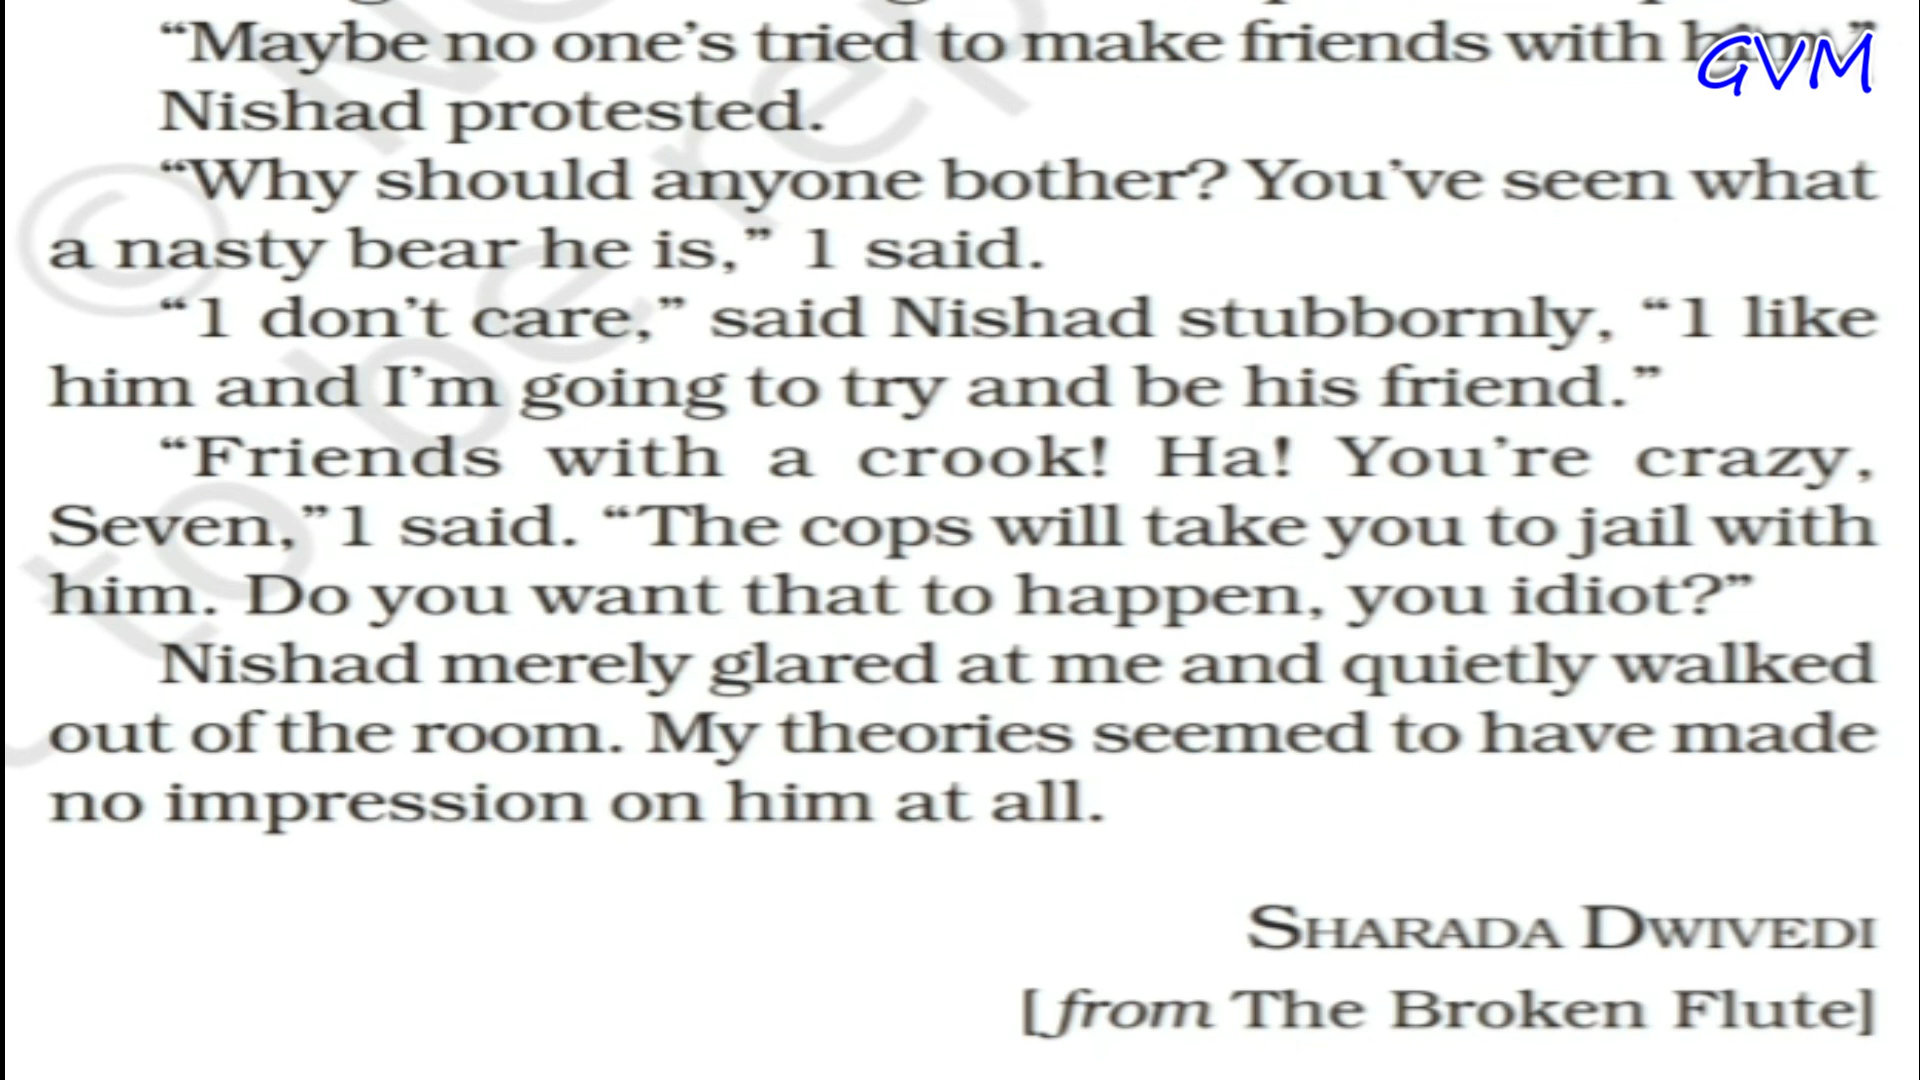 “Maybe no one’s tried to make friends with him”
GVM
Nishad protested.
“Why should anyone bother? You’ve seen what
a nasty bear he is,” 1 said.
“1 don’t care,” said Nishad stubbornly, “1 like
him and I’m going to try and be his friend.”
“Friends with a crook! Ha! You’re crazy,
Seven,”1 said. “The cops will take you to jail with
him. Do you want that to happen, you idiot?”
Nishad merely glared at me and quietly walked
out of the room. My theories seemed to have made
no impression on him at all.
SHARADA DWIVEDI
[from The Broken Flute]